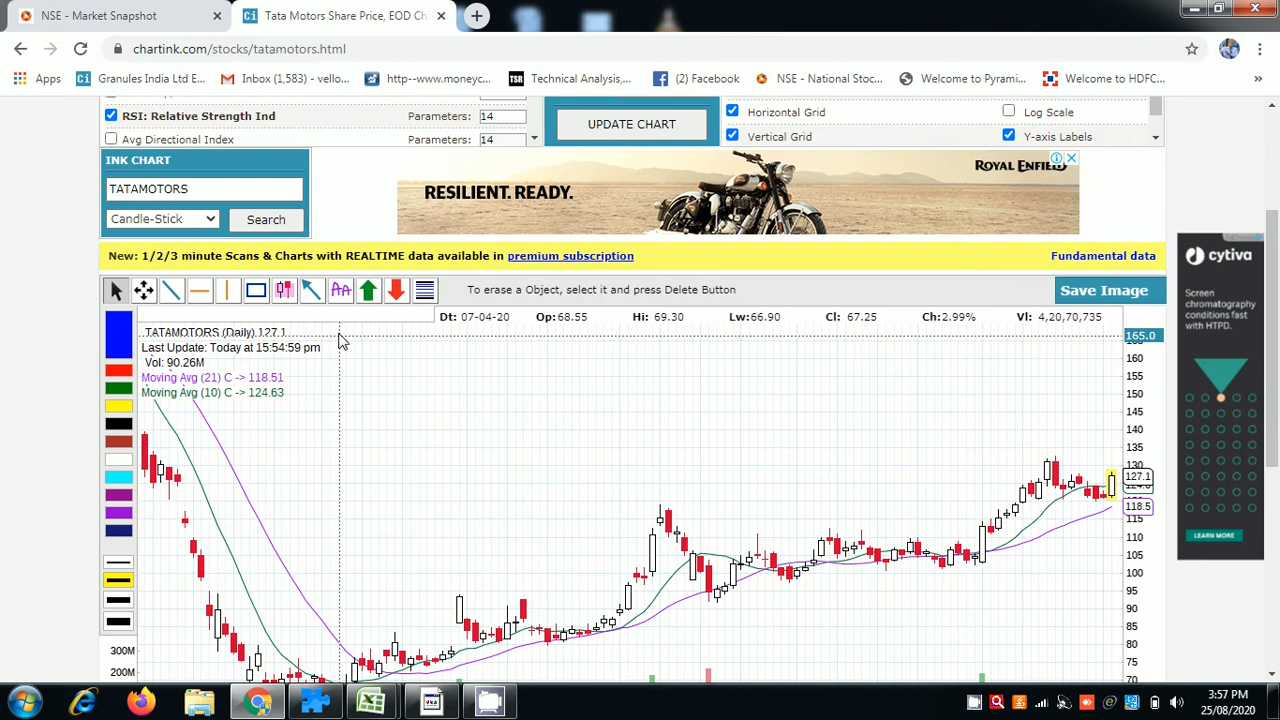 NSE - Market Snapshot
Tata Motors Share Price, EOD Ch
chartink.com/stocks/tatamotors.html
Apps
Granules India Ltd E...
Inbox (1,583) - vello...
http--www.moneyc...
Technical Analysis,...
(2) Facebook
NSE - National Stoc...
Welcome to Pyrami...
Welcome to HDFC...
»
RSI: Relative Strength Ind
Parameters:
14
Avg Directional Index
Parameters:
14
UPDATE CHART
Horizontal Grid
Log Scale
Vertical Grid
Y-axis Labels
INK CHART
TATAMOTORS
Candle-Stick
Search
RESILIENT. READY.
ROYAL ENFIELD
New: 1/2/3 minute Scans & Charts with REALTIME data available in premium subscription
Fundamental data
To erase a Object, select it and press Delete Button
Save Image
Dt: 07-04-20
Op:68.55
Hi: 69.30
Lw:66.90
Cl: 67.25
Ch:2.99%
Vl: 4,20,70,735
TATAMOTORS (Daily) 127.1
Last Update: Today at 15:54:59 pm
Vol: 90.26M
Moving Avg (21) C -> 118.51
Moving Avg (10) C -> 124.63
165.0
160
155
150
145
140
135
130
127.1
118.5
115
110
105
100
95
90
85
80
75
70
300M
200M
cytiva
Screen
chromatography
conditions fast
with HTPD.
LEARN MORE
3:57 PM
25/08/2020